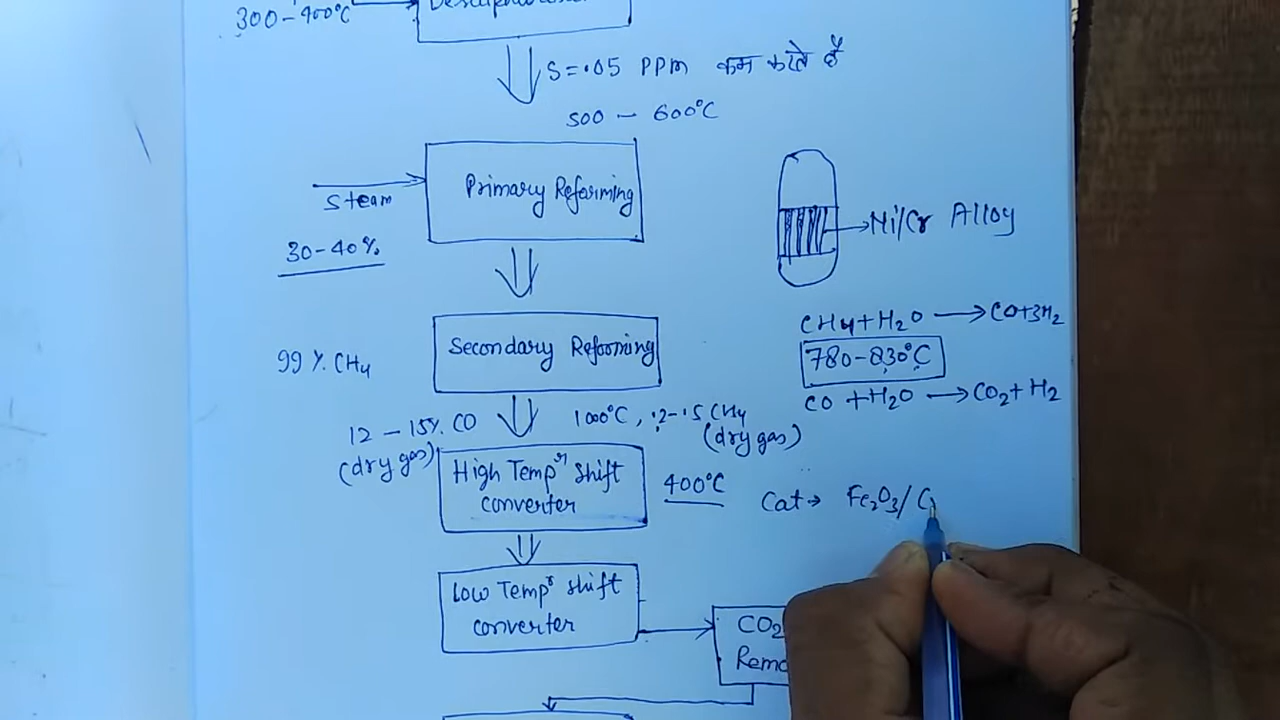 300-400°C
S = .05 PPM कम करते हैं
500 - 600°C
Primary Reforming
Steam
30-40%
Ni/Cr Alloy
CH4 + H2O → CO+3H2
Secondary Reforming
780-830°C
99% CH4
CO + H2O → CO2 + H2
12 - 15% CO
(dry gas)
1000°C, .2-.5 CH4
(dry gas)
High Tempr Shift
converter
400°C
Cat→ Fe2O3/C
Low Tempr Shift
converter
CO2